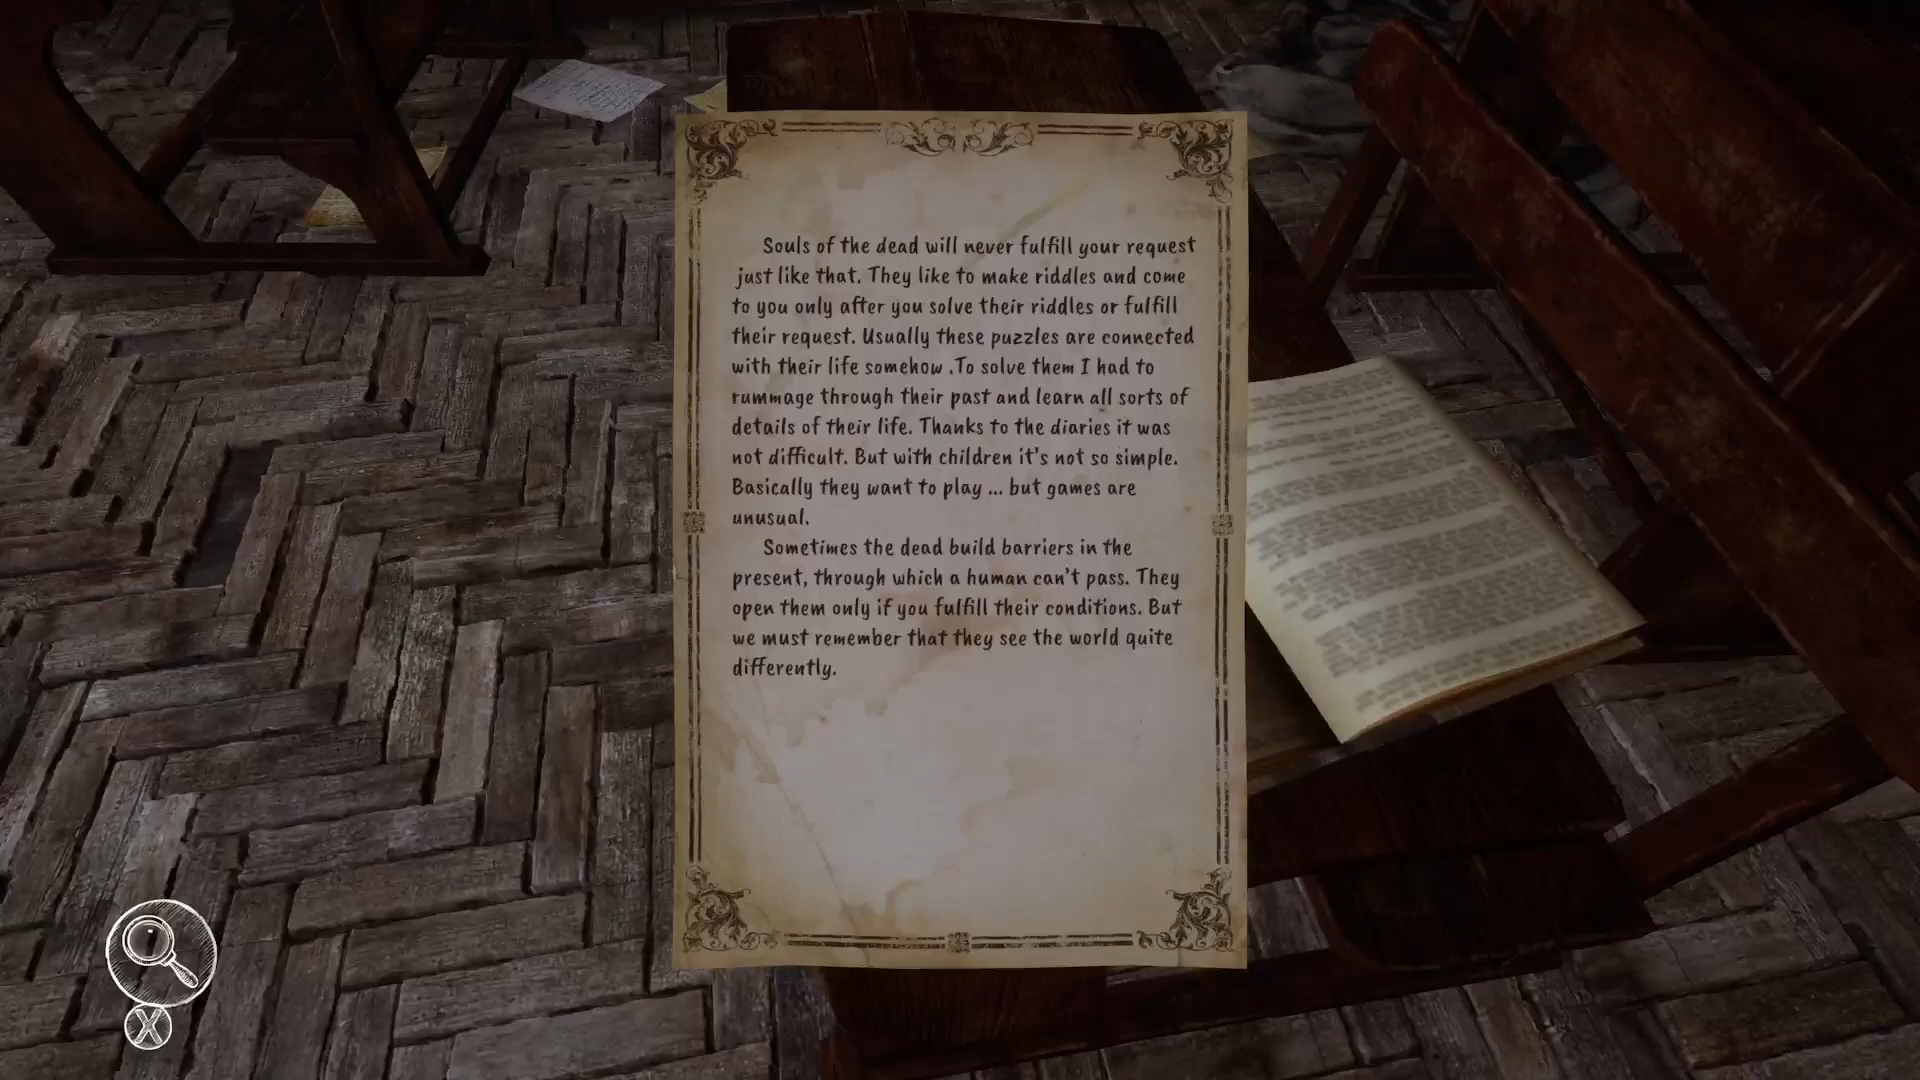 Souls of the dead will never fulfill your request
just like that. They like to make riddles and come
to you only after you solve their riddles or fulfill
their request. Usually these puzzles are connected
with their life somehow .To solve them I had to
rummage through their past and learn all sorts of
details of their life. Thanks to the diaries it was
not difficult. But with children it's not so simple.
Basically they want to play ... but games are
unusual.
Sometimes the dead build barriers in the
present, through which a human can't pass. They
open them only if you fulfill their conditions. But
we must remember that they see the world quite
differently.
X